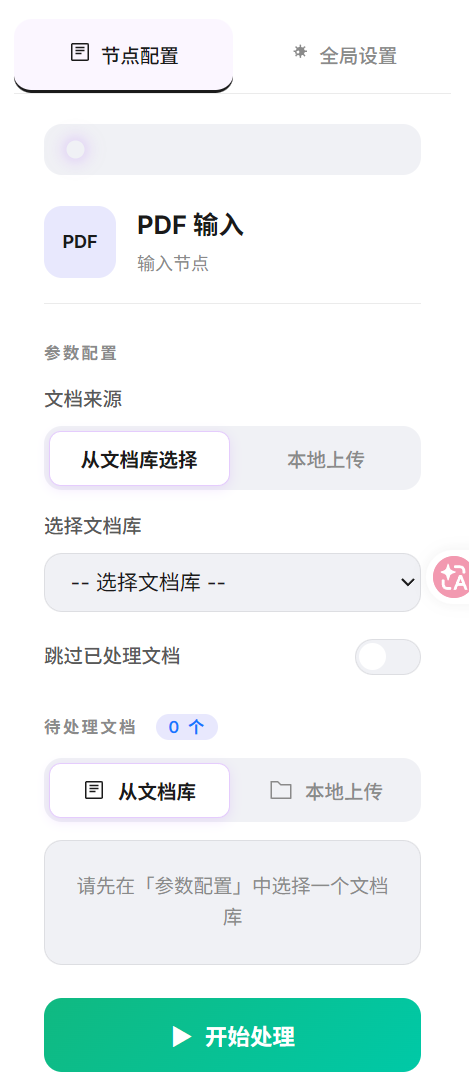 节点配置
全局设置
PDF
PDF 输入
输入节点
参数配置
文档来源
从文档库选择
本地上传
选择文档库
-- 选择文档库 --
A
跳过已处理文档
待处理文档
0 个
从文档库
本地上传
请先在「参数配置」中选择一个文档
库
开始处理